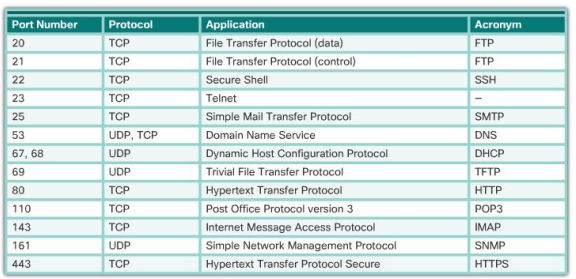 Port Number Protocol Application Acronym
20 TCP File Transfer Protocol (data) FTP
21 TCP File Transfer Protocol (control) FTP
22 TCP Secure Shell SSH
23 TCP Telnet –
25 TCP Simple Mail Transfer Protocol SMTP
53 UDP, TCP Domain Name Service DNS
67, 68 UDP Dynamic Host Configuration Protocol DHCP
69 UDP Trivial File Transfer Protocol TFTP
80 TCP Hypertext Transfer Protocol HTTP
110 TCP Post Office Protocol version 3 POP3
143 TCP Internet Message Access Protocol IMAP
161 UDP Simple Network Management Protocol SNMP
443 TCP Hypertext Transfer Protocol Secure HTTPS